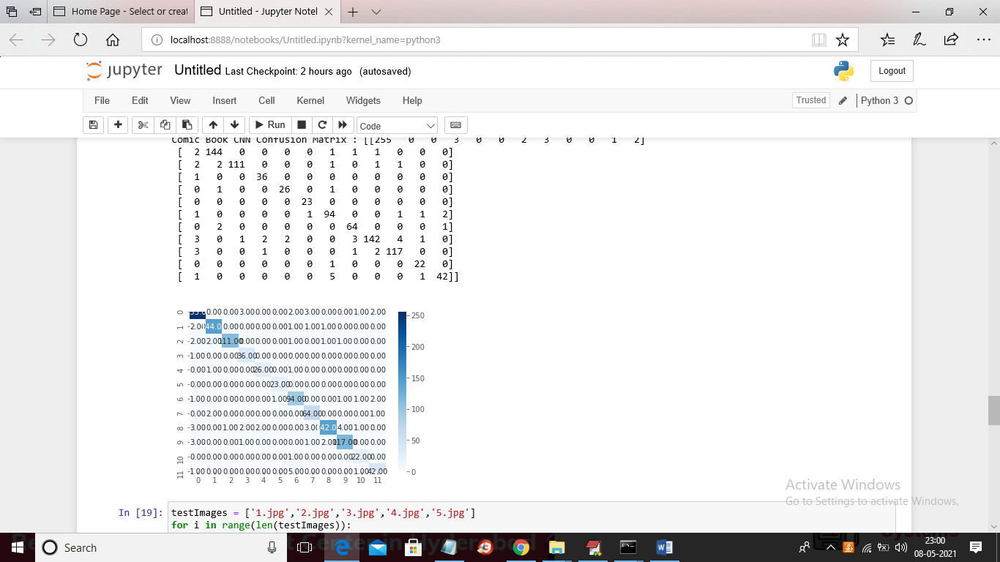 Home Page - Select or creat
Untitled - Jupyter Notel
localhost:8888/notebooks/Untitled.ipynb?kernel_name=python3
jupyter Untitled Last Checkpoint: 2 hours ago (autosaved)
Logout
File Edit View Insert Cell Kernel Widgets Help
Trusted Python 3
Run Code
Comic Book CNN Confusion Matrix : [[255 0 0 3 0 0 2 3 0 0 1 2]
[ 2 144 0 0 0 0 1 1 1 0 0 0]
[ 2 2 111 0 0 0 1 0 1 1 0 0]
[ 1 0 0 36 0 0 0 0 0 0 0 0]
[ 0 1 0 0 26 0 1 0 0 0 0 0]
[ 0 0 0 0 0 23 0 0 0 0 0 0]
[ 1 0 0 0 0 1 94 0 0 1 1 2]
[ 0 2 0 0 0 0 0 64 0 0 0 1]
[ 3 0 1 2 2 0 0 3 142 4 1 0]
[ 3 0 0 1 0 0 0 1 2 117 0 0]
[ 0 0 0 0 0 0 1 0 0 0 22 0]
[ 1 0 0 0 0 0 5 0 0 0 1 42]]
0 0.00 0.00 3.00 0.00 0.00 2.00 3.00 0.00 0.00 1.00 2.00
1 2.00 44.0 0.00 0.00 0.00 0.00 1.00 1.00 1.00 0.00 0.00 0.00
2 2.00 2.00 111.00 0.00 0.00 0.00 1.00 0.00 1.00 1.00 0.00 0.00
3 1.00 0.00 0.00 36.00 0.00 0.00 0.00 0.00 0.00 0.00 0.00 0.00
4 0.00 1.00 0.00 0.00 26.00 0.00 1.00 0.00 0.00 0.00 0.00 0.00
5 0.00 0.00 0.00 0.00 0.00 23.00 0.00 0.00 0.00 0.00 0.00 0.00
6 1.00 0.00 0.00 0.00 0.00 1.00 94.00 0.00 0.00 1.00 1.00 2.00
7 0.00 2.00 0.00 0.00 0.00 0.00 0.00 64.00 0.00 0.00 0.00 1.00
8 3.00 0.00 1.00 2.00 2.00 0.00 0.00 3.0 42.0 4.00 1.00 0.00
9 3.00 0.00 0.00 1.00 0.00 0.00 0.00 1.00 2.00 117.00 0.00 0.00
10 0.00 0.00 0.00 0.00 0.00 0.00 1.00 0.00 0.00 0.00 22.00 0.00
11 1.00 0.00 0.00 0.00 0.00 0.00 5.00 0.00 0.00 0.00 1.00 42.00
0 1 2 3 4 5 6 7 8 9 10 11
250
200
150
100
50
0
Activate Windows
Go to Settings to activate Windows.
In [19]: testImages = ['1.jpg','2.jpg','3.jpg','4.jpg','5.jpg']
for i in range(len(testImages)):
Search
23:00
08-05-2021